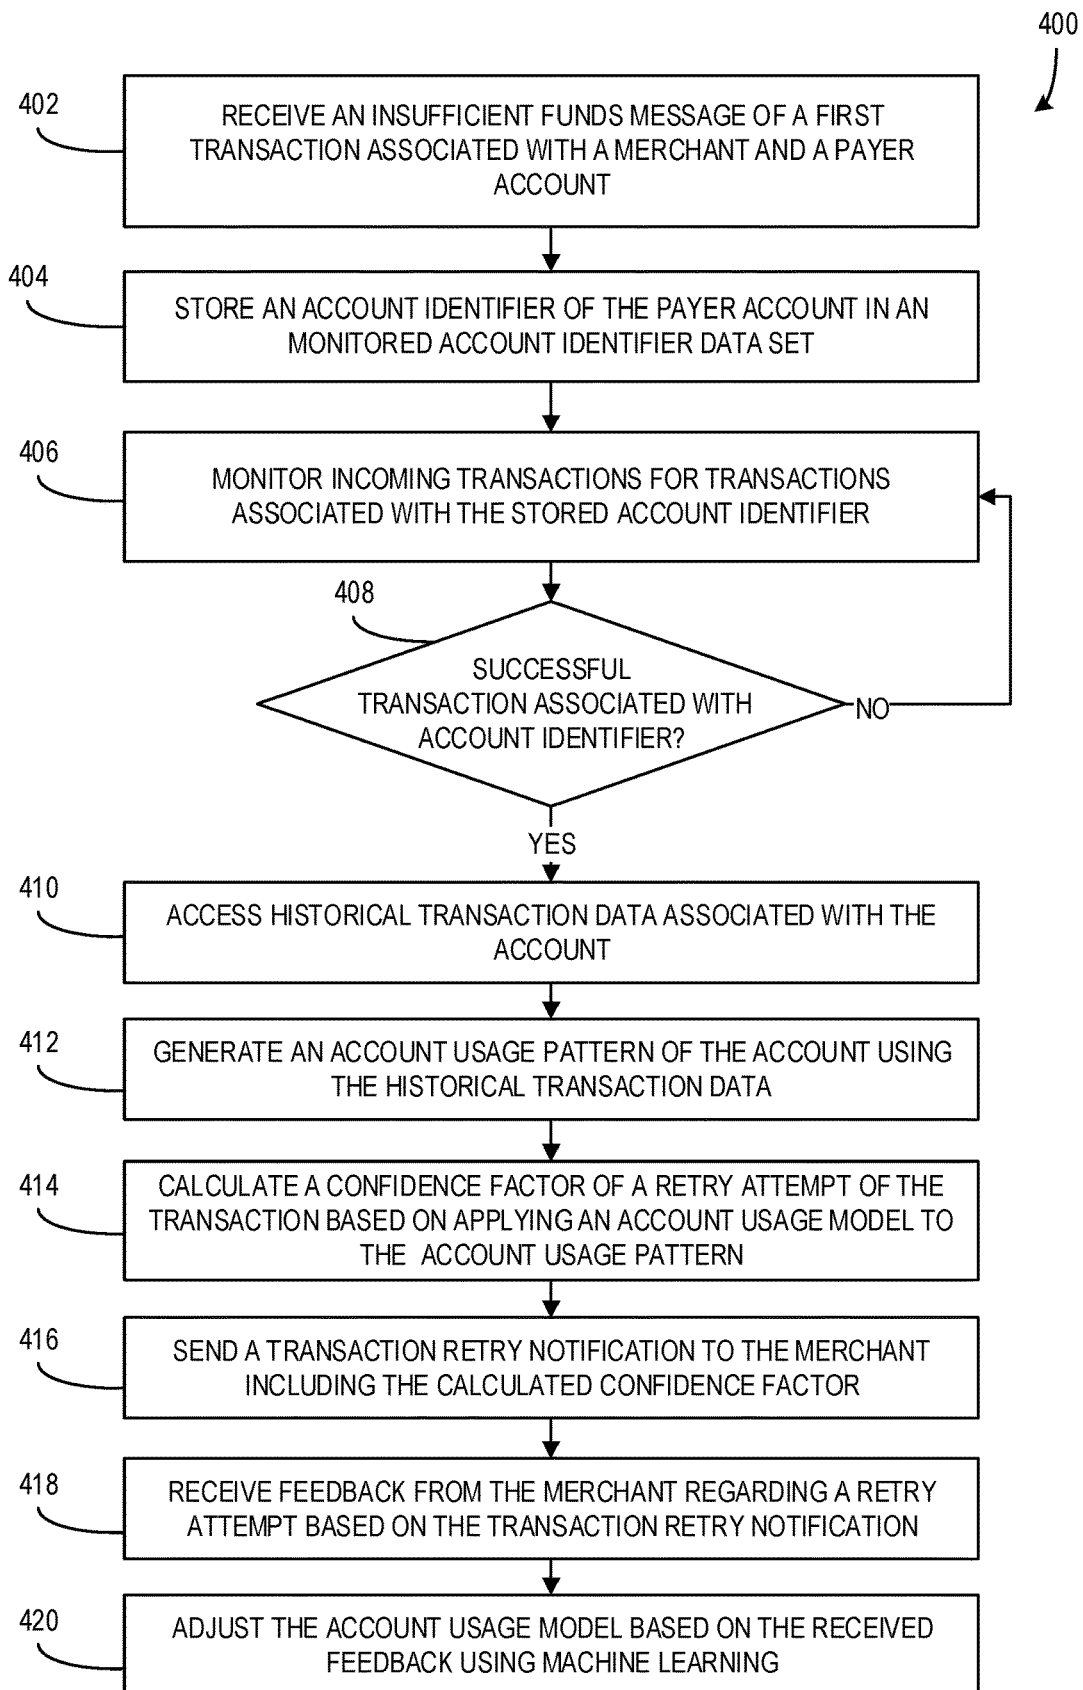 400
402
RECEIVE AN INSUFFICIENT FUNDS MESSAGE OF A FIRST
TRANSACTION ASSOCIATED WITH A MERCHANT AND A PAYER
ACCOUNT
404
STORE AN ACCOUNT IDENTIFIER OF THE PAYER ACCOUNT IN AN
MONITORED ACCOUNT IDENTIFIER DATA SET
406
MONITOR INCOMING TRANSACTIONS FOR TRANSACTIONS
ASSOCIATED WITH THE STORED ACCOUNT IDENTIFIER
408
SUCCESSFUL
TRANSACTION ASSOCIATED WITH
ACCOUNT IDENTIFIER?
NO
YES
410
ACCESS HISTORICAL TRANSACTION DATA ASSOCIATED WITH THE
ACCOUNT
412
GENERATE AN ACCOUNT USAGE PATTERN OF THE ACCOUNT USING
THE HISTORICAL TRANSACTION DATA
414
CALCULATE A CONFIDENCE FACTOR OF A RETRY ATTEMPT OF THE
TRANSACTION BASED ON APPLYING AN ACCOUNT USAGE MODEL TO
THE ACCOUNT USAGE PATTERN
416
SEND A TRANSACTION RETRY NOTIFICATION TO THE MERCHANT
INCLUDING THE CALCULATED CONFIDENCE FACTOR
418
RECEIVE FEEDBACK FROM THE MERCHANT REGARDING A RETRY
ATTEMPT BASED ON THE TRANSACTION RETRY NOTIFICATION
420
ADJUST THE ACCOUNT USAGE MODEL BASED ON THE RECEIVED
FEEDBACK USING MACHINE LEARNING